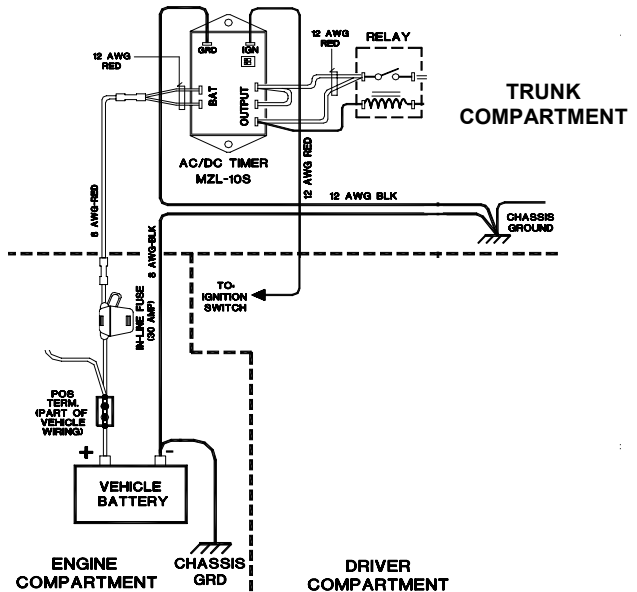 GRD
IGN
12 AWG
RED
RELAY
12 AWG
RED
BAT
OUTPUT
TRUNK
COMPARTMENT
AC/DC TIMER
MZL-10S
12 AWG RED
12 AWG BLK
8 AWG-RED
8 AWG-BLK
CHASSIS
GROUND
TO-
IGNITION
SWITCH
IN-LINE FUSE
(30 AMP)
POS
TERM.
(PART OF
VEHICLE
WIRING)
+
-
VEHICLE
BATTERY
ENGINE
COMPARTMENT
CHASSIS
GRD
DRIVER
COMPARTMENT